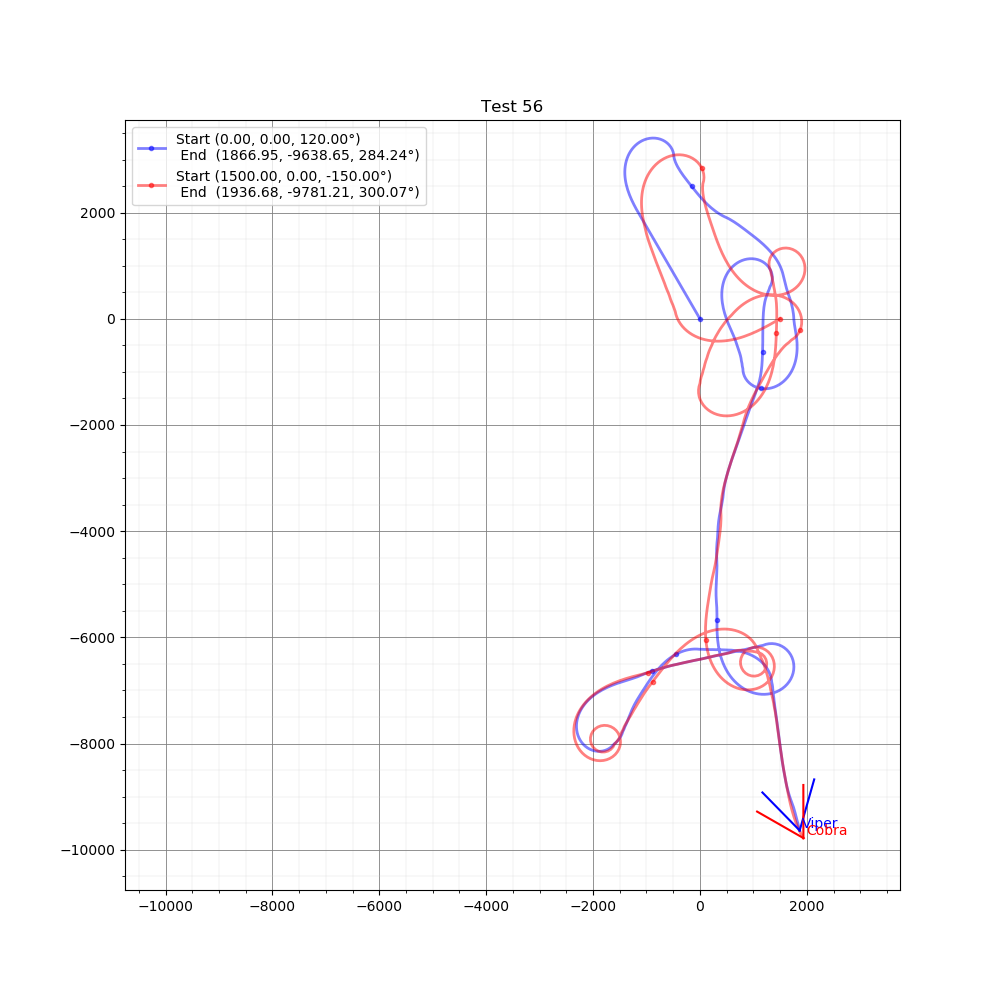 Test 56
Start (0.00, 0.00, 120.00°)
End  (1866.95, -9638.65, 284.24°)
Start (1500.00, 0.00, -150.00°)
End  (1936.68, -9781.21, 300.07°)
2000
0
−2000
−4000
−6000
−8000
−10000
Viper
Cobra
−10000 −8000 −6000 −4000 −2000 0 2000